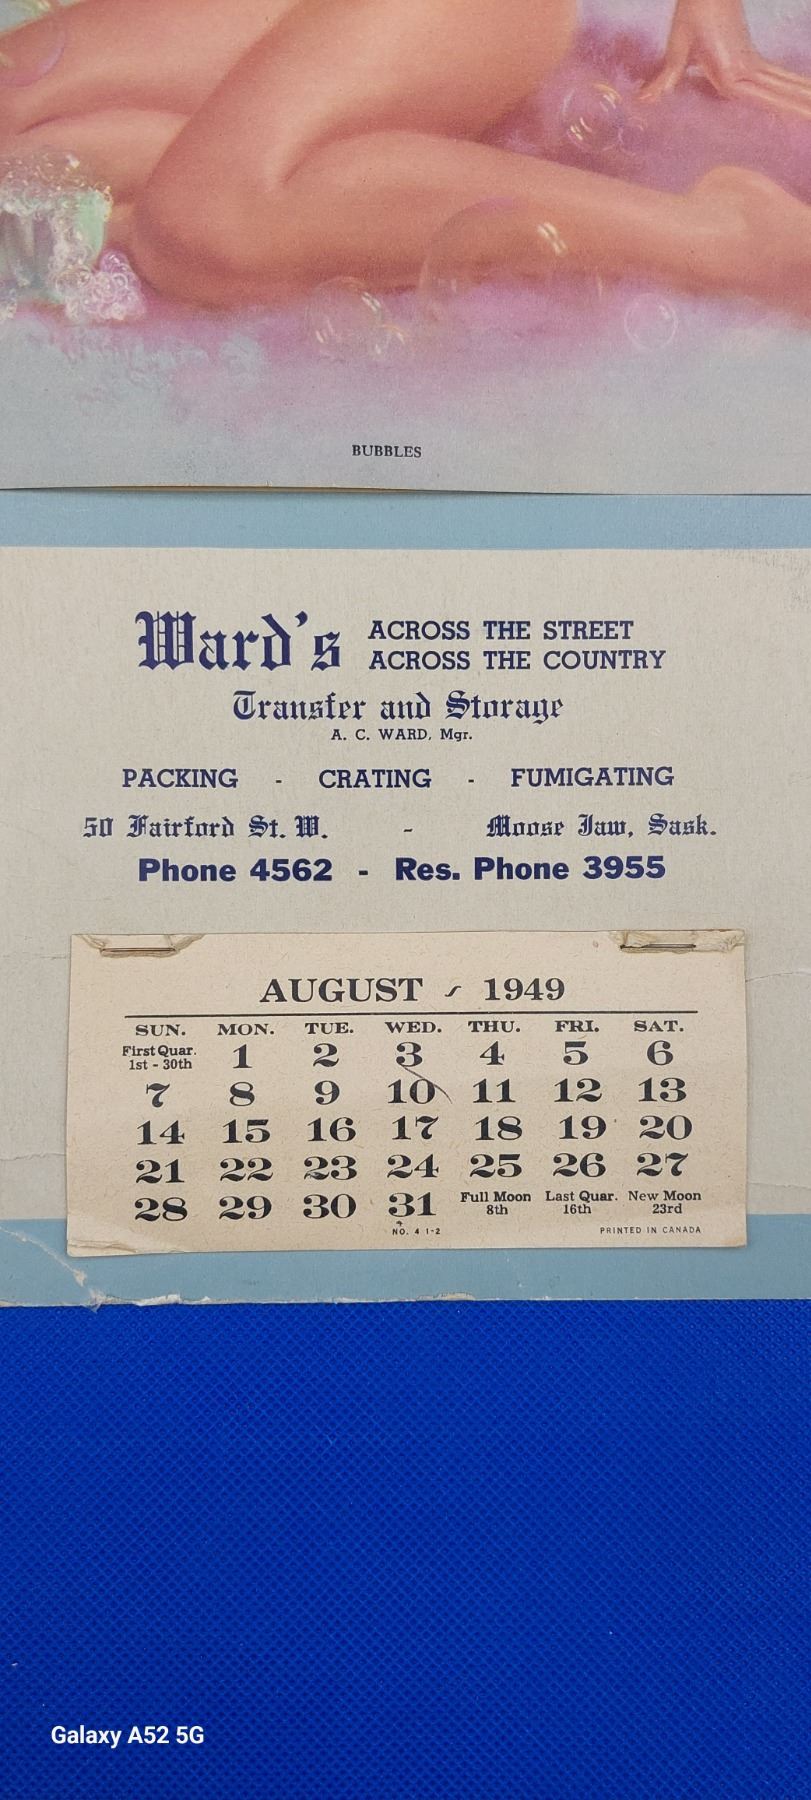 BUBBLES
Ward's ACROSS THE STREET
ACROSS THE COUNTRY
Transfer and Storage
A. C. WARD, Mgr.
PACKING - CRATING - FUMIGATING
50 Fairford St. W. - Moose Jaw, Sask.
Phone 4562 - Res. Phone 3955
AUGUST - 1949
SUN. MON. TUE. WED. THU. FRI. SAT.
First Quar. 1st - 30th 1 2 3 4 5 6
7 8 9 10 11 12 13
14 15 16 17 18 19 20
21 22 23 24 25 26 27
28 29 30 31 Full Moon 8th Last Quar. 16th New Moon 23rd
NO. 4 1-2 PRINTED IN CANADA
Galaxy A52 5G